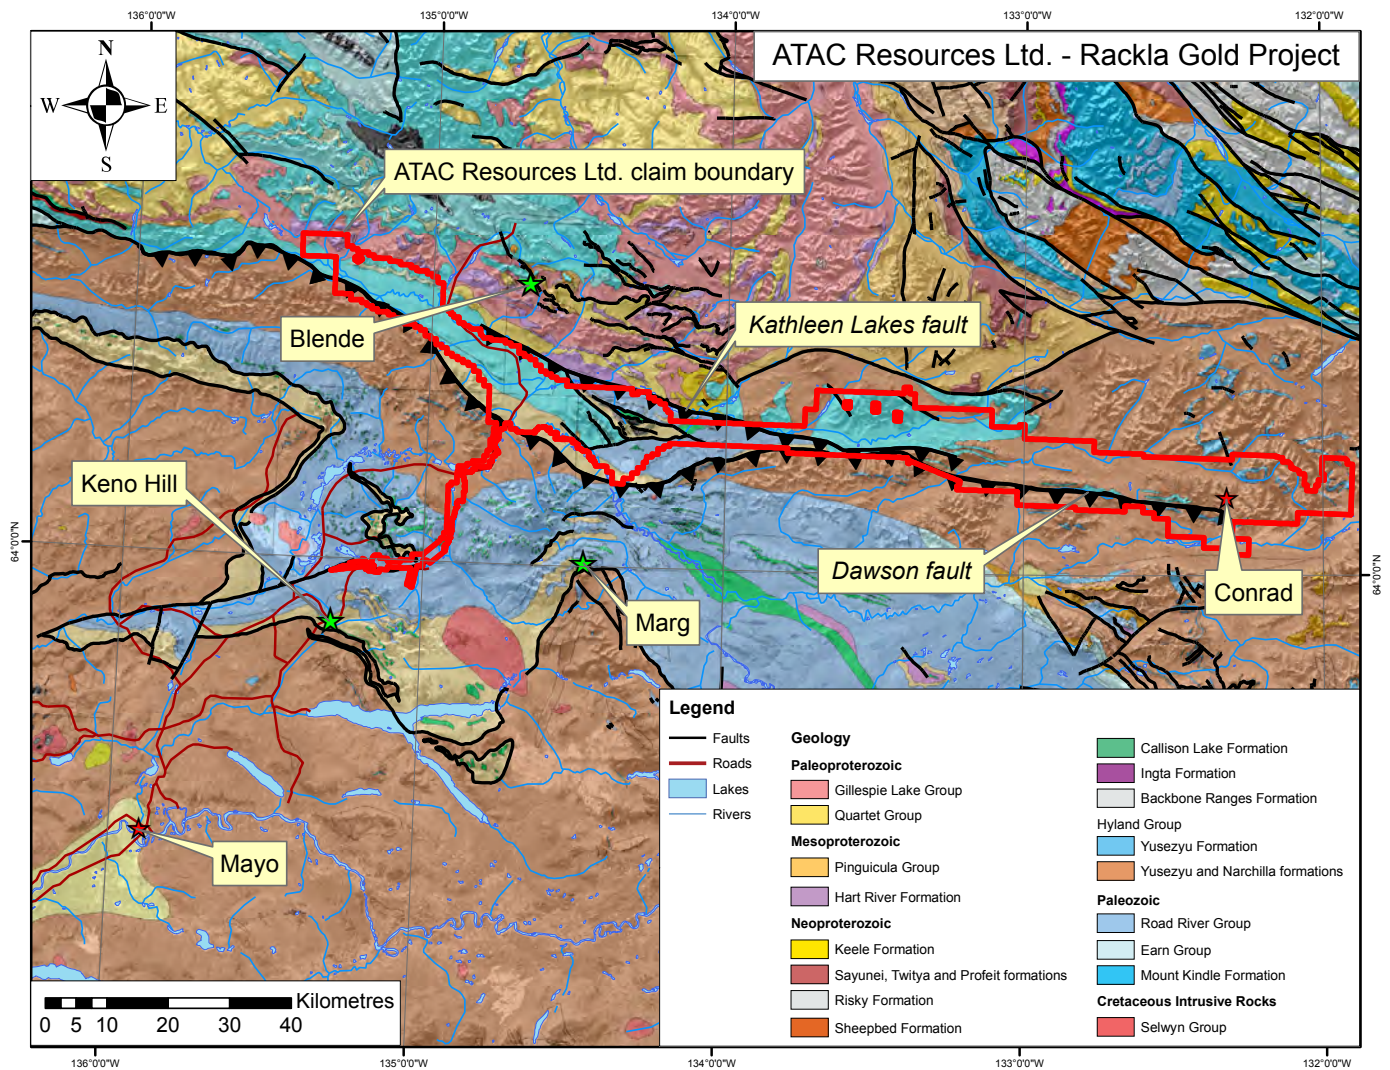 136°0'0"W
135°0'0"W
134°0'0"W
133°0'0"W
132°0'0"W
N
W
E
S
ATAC Resources Ltd. - Rackla Gold Project
ATAC Resources Ltd. claim boundary
Blende
Kathleen Lakes fault
Keno Hill
64°0'0"N
64°0'0"N
Dawson fault
Conrad
Marg
Mayo
Legend
Faults
Roads
Lakes
Rivers
Geology
Paleoproterozoic
Gillespie Lake Group
Quartet Group
Mesoproterozoic
Pinguicula Group
Hart River Formation
Neoproterozoic
Keele Formation
Sayunei, Twitya and Profeit formations
Risky Formation
Sheepbed Formation
Callison Lake Formation
Ingta Formation
Backbone Ranges Formation
Hyland Group
Yusezyu Formation
Yusezyu and Narchilla formations
Paleozoic
Road River Group
Earn Group
Mount Kindle Formation
Cretaceous Intrusive Rocks
Selwyn Group
Kilometres
0 5 10 20 30 40
136°0'0"W
135°0'0"W
134°0'0"W
133°0'0"W
132°0'0"W